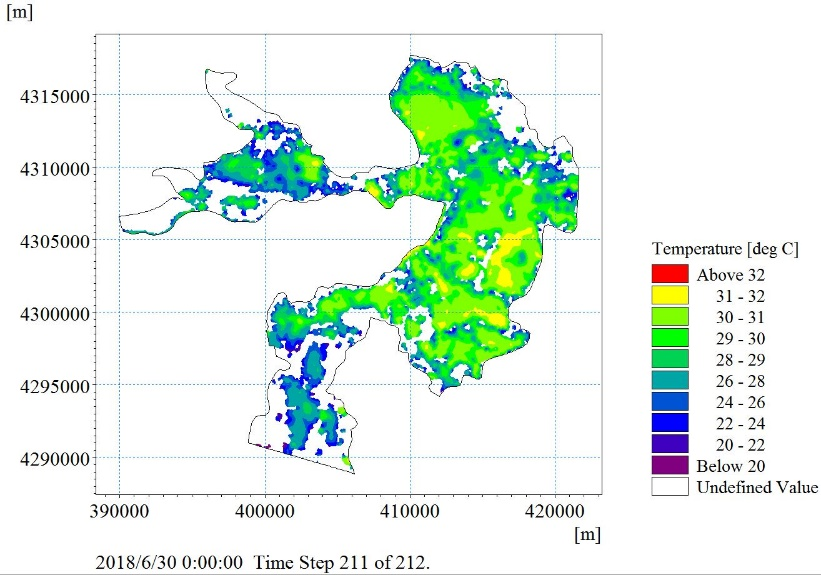 [m]
4315000
4310000
4305000
4300000
4295000
4290000
390000 400000 410000 420000
[m]
2018/6/30 0:00:00 Time Step 211 of 212.
Temperature [deg C]
Above 32
31 - 32
30 - 31
29 - 30
28 - 29
26 - 28
24 - 26
22 - 24
20 - 22
Below 20
Undefined Value